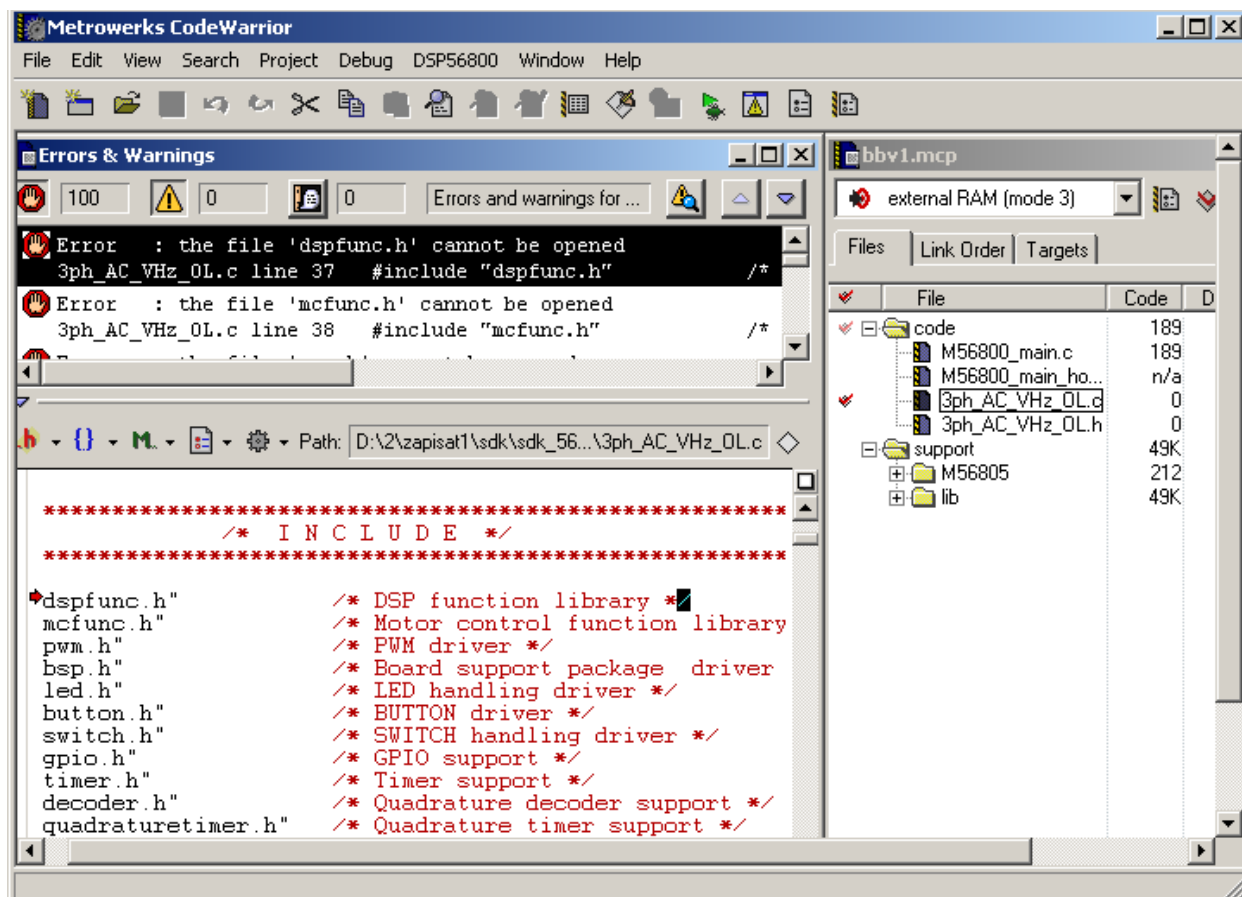 Metrowerks CodeWarrior
File Edit View Search Project Debug DSP56800 Window Help
Errors & Warnings
100 0 0 Errors and warnings for ...
Error : the file 'dspfunc.h' cannot be opened
3ph_AC_VHz_OL.c line 37 #include "dspfunc.h" /*
Error : the file 'mcfunc.h' cannot be opened
3ph_AC_VHz_OL.c line 38 #include "mcfunc.h" /*
Path: D:\2\zapisat1\sdk\sdk_56...\3ph_AC_VHz_OL.c
*******************************************************
/* I N C L U D E */
*******************************************************
dspfunc.h" /* DSP function library */
mcfunc.h" /* Motor control function library
pwm.h" /* PWM driver */
bsp.h" /* Board support package driver
led.h" /* LED handling driver */
button.h" /* BUTTON driver */
switch.h" /* SWITCH handling driver */
gpio.h" /* GPIO support */
timer.h" /* Timer support */
decoder.h" /* Quadrature decoder support */
quadraturetimer.h" /* Quadrature timer support */
bbv1.mcp
external RAM (mode 3)
Files Link Order Targets
File Code D
code 189
M56800_main.c 189
M56800_main_ho... n/a
3ph_AC_VHz_OL.c 0
3ph_AC_VHz_OL.h 0
support 49K
M56805 212
lib 49K